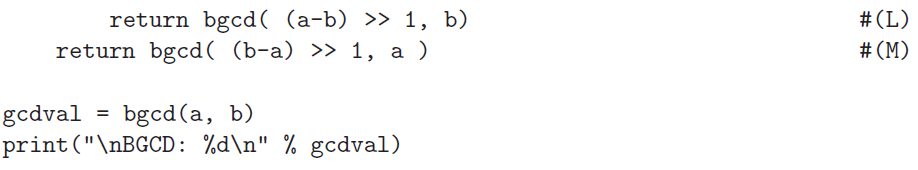 return bgcd( (a-b) >> 1, b) #(L)
return bgcd( (b-a) >> 1, a ) #(M)
gcdval = bgcd(a, b)
print("\nBGCD: %d\n" % gcdval)